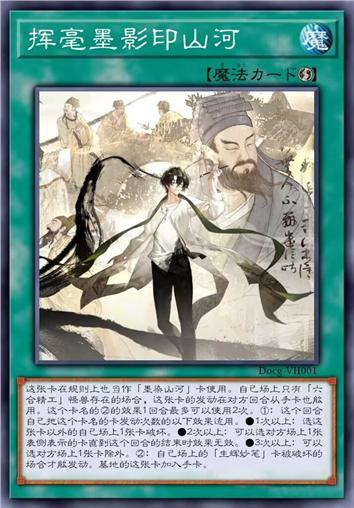 挥毫墨影印山河
魔
【魔法カード】
Docg-VH001
这张卡在规则上也当作「墨染山河」卡使用。自己场上只有「六
合精工」怪兽存在的场合，这张卡的发动在对方回合从手卡也能
用。这个卡名的②的效果1回合最多可以使用2次。①：这个回合
自己把这个卡名的卡发动次数的以下效果适用。●1次以上：选这
张卡以外的自己场上1张卡破坏。●2次以上：可以选对方场上1张
表侧表示的卡直到这个回合的结束时效果无效。●3次以上：可以
选对方场上1张卡除外。②：自己场上的「生辉妙笔」卡被破坏的
场合才能发动。墓地的这张卡加入手卡。